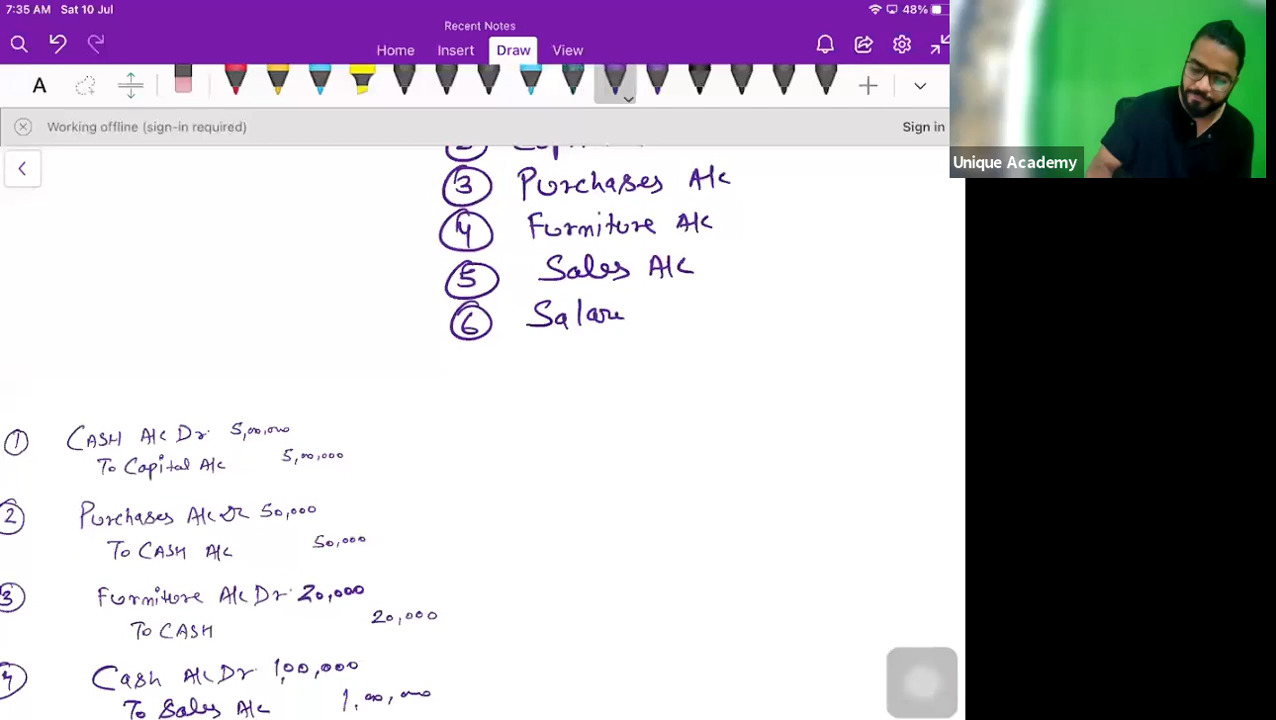 7:35 AM Sat 10 Jul
48%
Recent Notes
Home Insert Draw View
A
Working offline (sign-in required)
Sign in
Unique Academy
3 Purchases A/c
4 Furniture A/c
5 Sales A/c
6 Salar
1 CASH A/c Dr 5,00,000
To Capital A/c 5,00,000
2 Purchases A/c Dr 50,000
To CASH A/c 50,000
3 Furniture A/c Dr. 20,000
To CASH 20,000
4 Cash A/c Dr 1,00,000
To Sales A/c 1,00,000